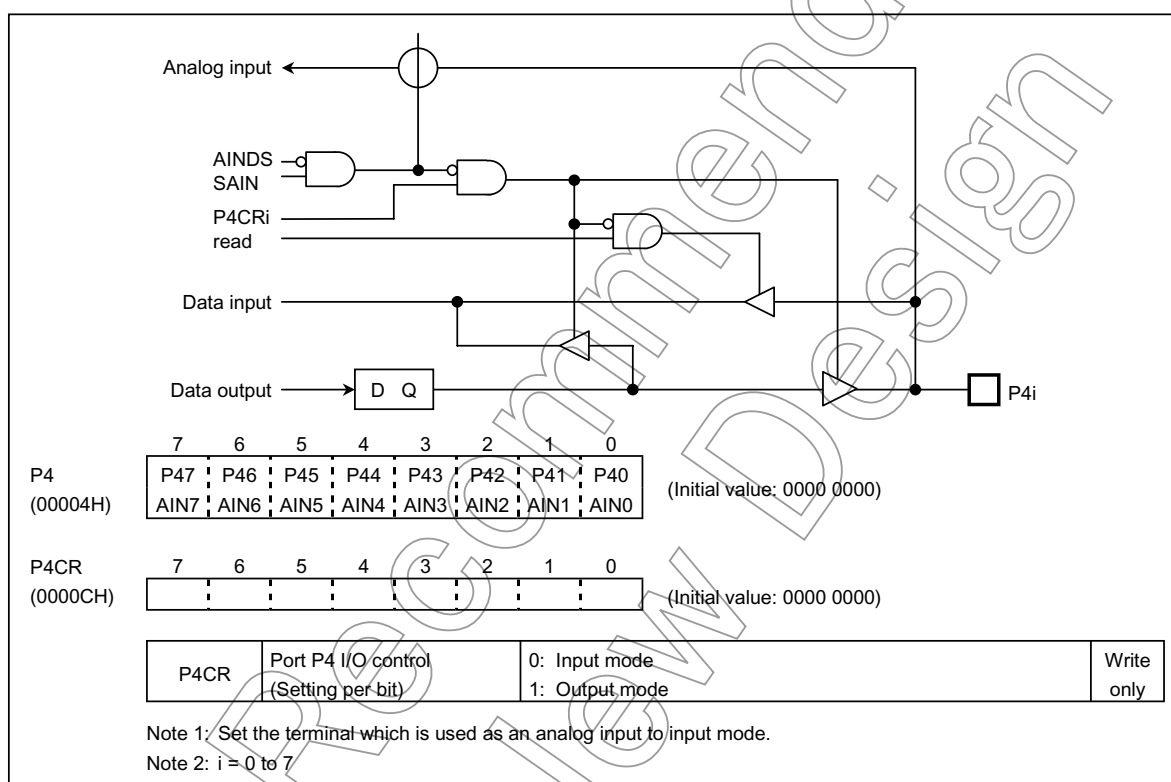 Analog input
AINDS
SAIN
P4CRi
read
Data input
Data output
D Q
P4i
7 6 5 4 3 2 1 0
P4
(00004H)
P47 P46 P45 P44 P43 P42 P41 P40
AIN7 AIN6 AIN5 AIN4 AIN3 AIN2 AIN1 AIN0
(Initial value: 0000 0000)
P4CR
(0000CH)
7 6 5 4 3 2 1 0
(Initial value: 0000 0000)
P4CR
Port P4 I/O control
(Setting per bit)
0: Input mode
1: Output mode
Write
only
Note 1: Set the terminal which is used as an analog input to input mode.
Note 2: i = 0 to 7
Recommend
ew Design